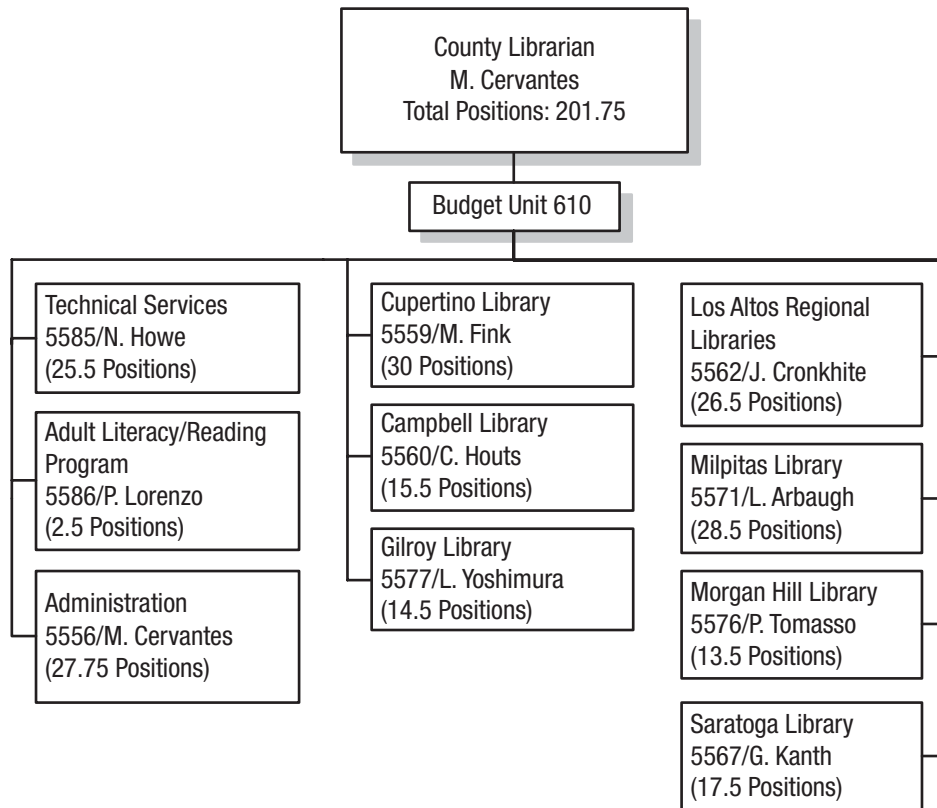 County Librarian
M. Cervantes
Total Positions: 201.75
Budget Unit 610
Technical Services
5585/N. Howe
(25.5 Positions)
Adult Literacy/Reading
Program
5586/P. Lorenzo
(2.5 Positions)
Administration
5556/M. Cervantes
(27.75 Positions)
Cupertino Library
5559/M. Fink
(30 Positions)
Campbell Library
5560/C. Houts
(15.5 Positions)
Gilroy Library
5577/L. Yoshimura
(14.5 Positions)
Los Altos Regional
Libraries
5562/J. Cronkhite
(26.5 Positions)
Milpitas Library
5571/L. Arbaugh
(28.5 Positions)
Morgan Hill Library
5576/P. Tomasso
(13.5 Positions)
Saratoga Library
5567/G. Kanth
(17.5 Positions)